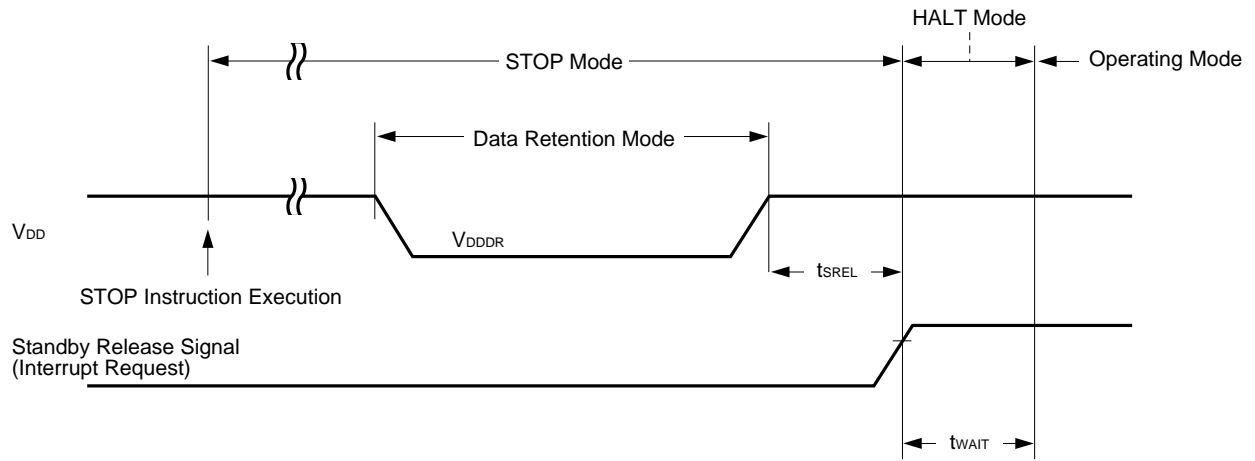 HALT Mode
STOP Mode
Operating Mode
Data Retention Mode
VDD
VDDDR
tSREL
STOP Instruction Execution
Standby Release Signal
(Interrupt Request)
tWAIT